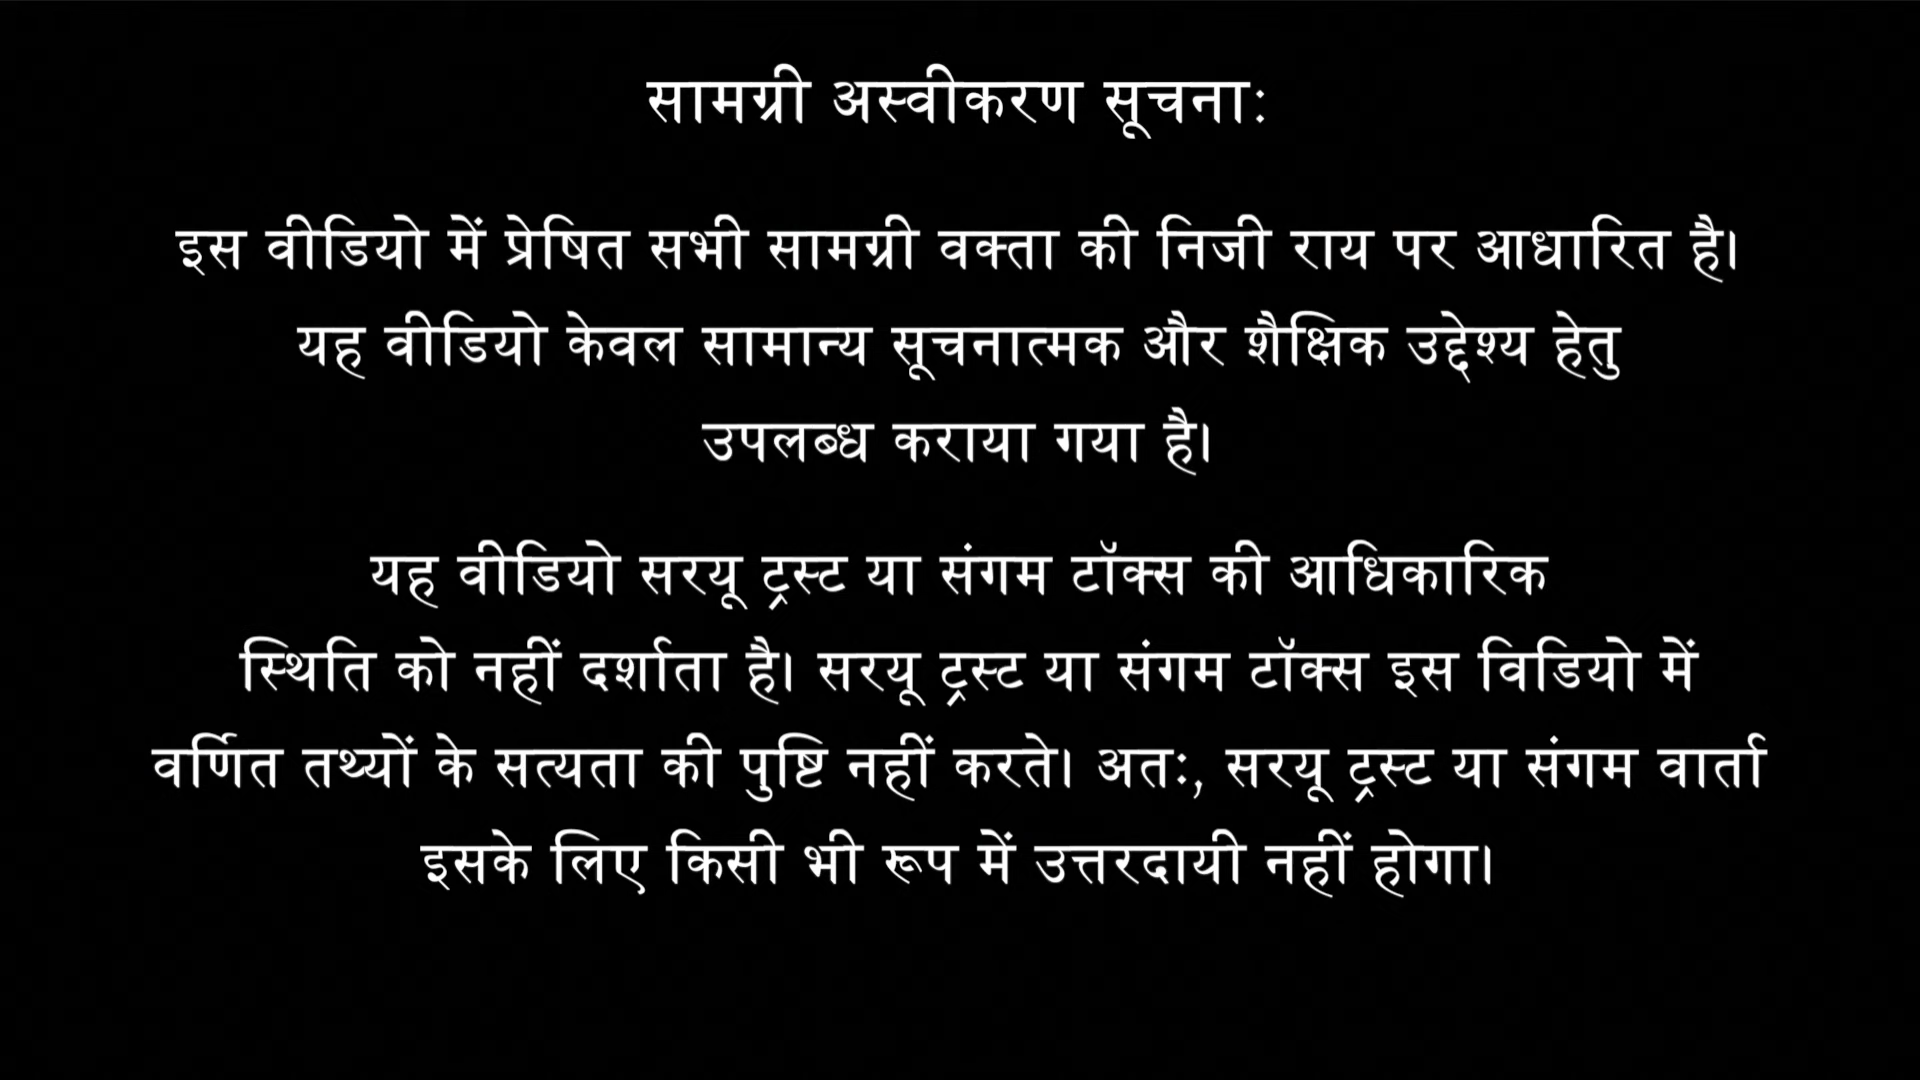 सामग्री अस्वीकरण सूचनाः
इस वीडियो में प्रेषित सभी सामग्री वक्ता की निजी राय पर आधारित है।
यह वीडियो केवल सामान्य सूचनात्मक और शैक्षिक उद्देश्य हेतु
उपलब्ध कराया गया है।
यह वीडियो सरयू ट्रस्ट या संगम टॉक्स की आधिकारिक
स्थिति को नहीं दर्शाता है। सरयू ट्रस्ट या संगम टॉक्स इस विडियो में
वर्णित तथ्यों के सत्यता की पुष्टि नहीं करते। अतः, सरयू ट्रस्ट या संगम वार्ता
इसके लिए किसी भी रूप में उत्तरदायी नहीं होगा।